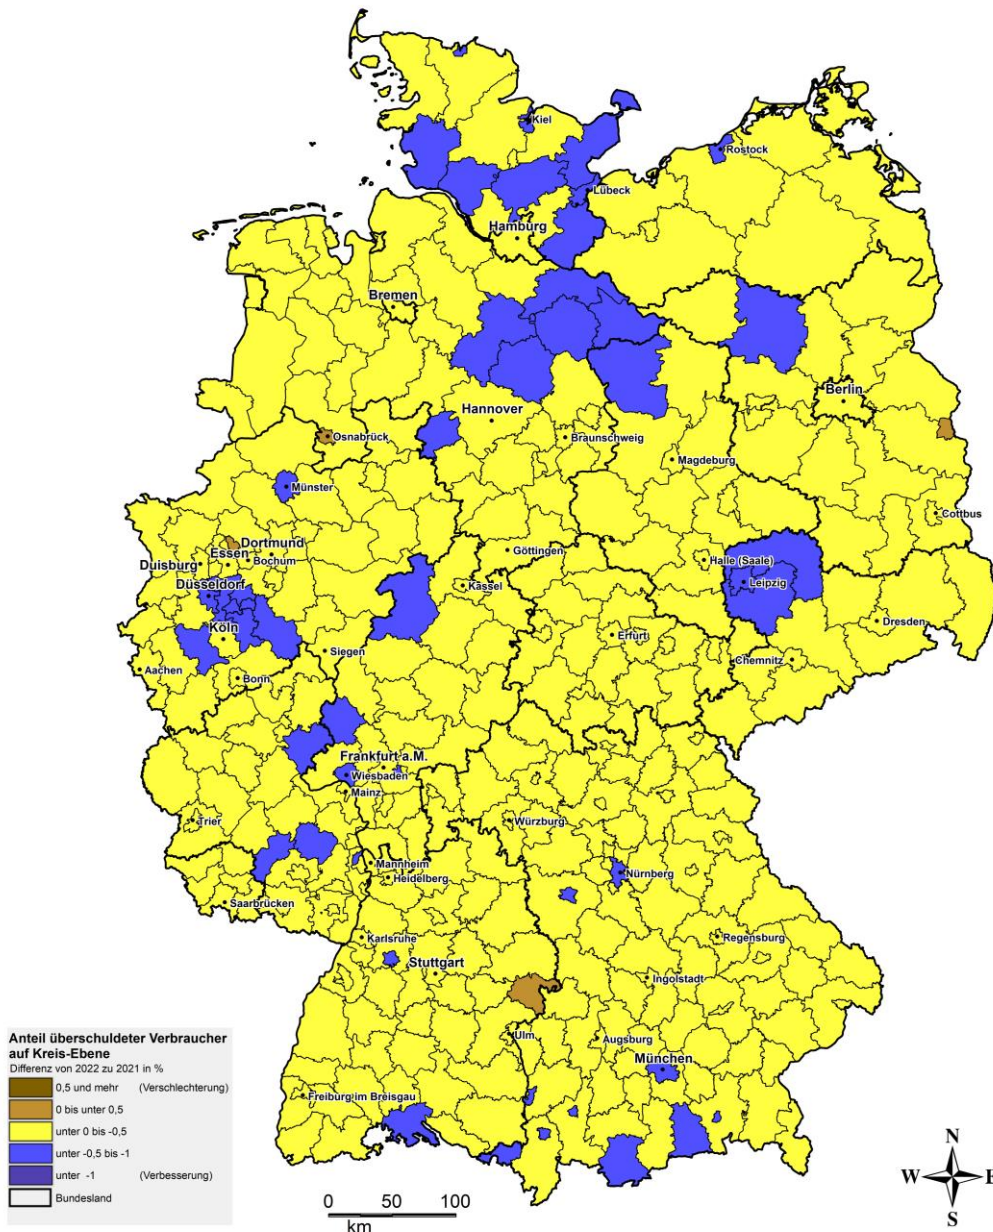 Kiel
Rostock
Lübeck
Hamburg
Bremen
Berlin
Hannover
Osnabrück
Braunschweig
Magdeburg
Münster
Cottbus
Dortmund
Essen
Bochum
Duisburg
Göttingen
Halle (Saale)
Düsseldorf
Kassel
Leipzig
Köln
Dresden
Erfurt
Siegen
Chemnitz
Aachen
Bonn
Frankfurt a.M.
Wiesbaden
Mainz
Trier
Würzburg
Mannheim
Nürnberg
Heidelberg
Saarbrücken
Regensburg
Karlsruhe
Stuttgart
Ingolstadt
Ulm
Augsburg
München
Freiburg im Breisgau
Anteil überschuldeter Verbraucher
auf Kreis-Ebene
Differenz von 2022 zu 2021 in %
0,5 und mehr (Verschlechterung)
0 bis unter 0,5
unter 0 bis -0,5
unter -0,5 bis -1
unter -1 (Verbesserung)
Bundesland
0 50 100
km
N
W E
S